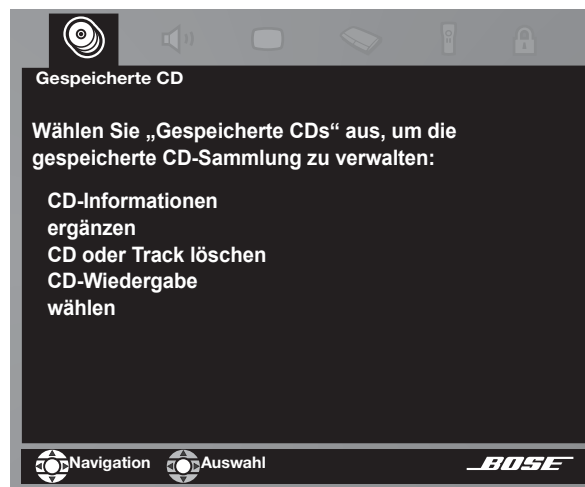 Gespeicherte CD
Wählen Sie „Gespeicherte CDs“ aus, um die
gespeicherte CD-Sammlung zu verwalten:
CD-Informationen
ergänzen
CD oder Track löschen
CD-Wiedergabe
wählen
Navigation Auswahl BOSE